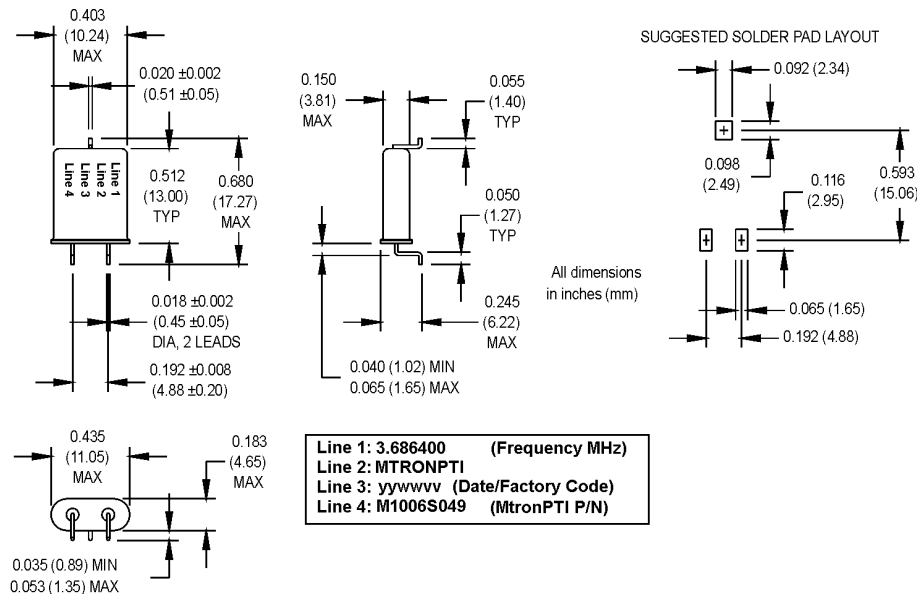 0.403
(10.24)
MAX
0.020 ±0.002
(0.51 ±0.05)
Line 1
Line 2
Line 3
Line 4
0.512
(13.00)
TYP
0.680
(17.27)
MAX
0.018 ±0.002
(0.45 ±0.05)
DIA, 2 LEADS
0.192 ±0.008
(4.88 ±0.20)
0.150
(3.81)
MAX
0.055
(1.40)
TYP
0.050
(1.27)
TYP
0.245
(6.22)
MAX
0.040 (1.02) MIN
0.065 (1.65) MAX
SUGGESTED SOLDER PAD LAYOUT
0.092 (2.34)
0.098
(2.49)
0.593
(15.06)
0.116
(2.95)
0.065 (1.65)
0.192 (4.88)
All dimensions
in inches (mm)
0.435
(11.05)
MAX
0.183
(4.65)
MAX
0.035 (0.89) MIN
0.053 (1.35) MAX
Line 1: 3.686400 (Frequency MHz)
Line 2: MTRONPTI
Line 3: yywwvv (Date/Factory Code)
Line 4: M1006S049 (MtronPTI P/N)